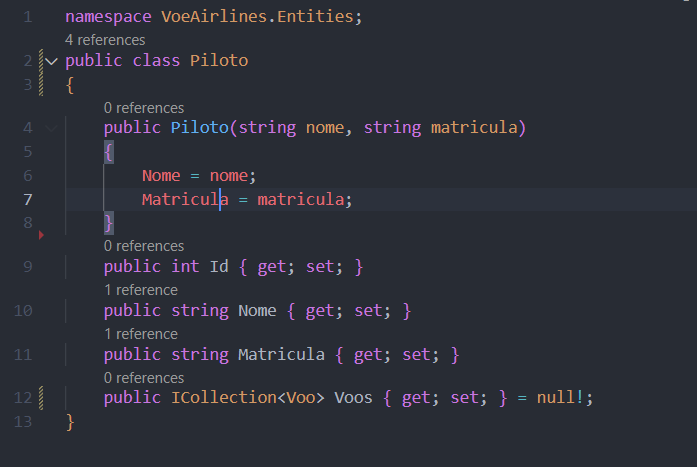 1 namespace VoeAirlines.Entities;
4 references
2 public class Piloto
3 {
0 references
4 public Piloto(string nome, string matricula)
5 {
6 Nome = nome;
7 Matricula = matricula;
8 }
0 references
9 public int Id { get; set; }
1 reference
10 public string Nome { get; set; }
1 reference
11 public string Matricula { get; set; }
0 references
12 public ICollection<Voo> Voos { get; set; } = null!;
13 }